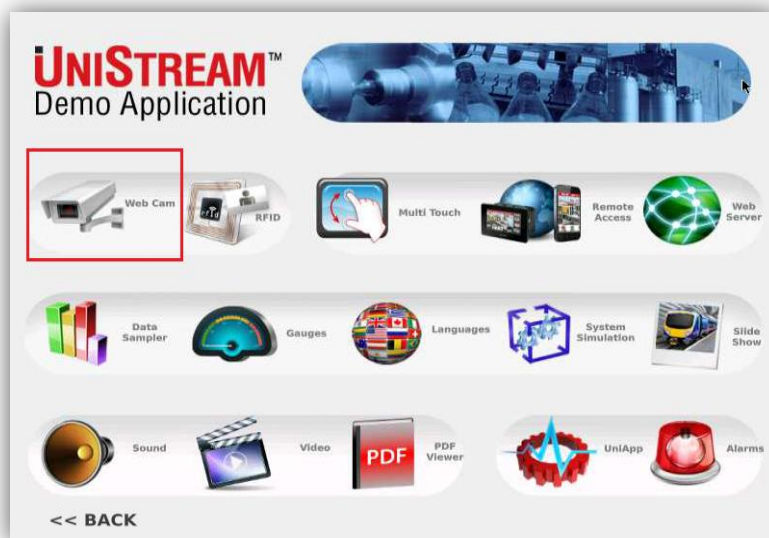 UNISTREAM™
Demo Application
Web Cam
rfid
RFID
Multi Touch
Remote
Access
Web
Server
Data
Sampler
Gauges
Languages
System
Simulation
Slide
Show
Sound
Video
PDF
PDF
Viewer
UniApp
Alarms
<< BACK